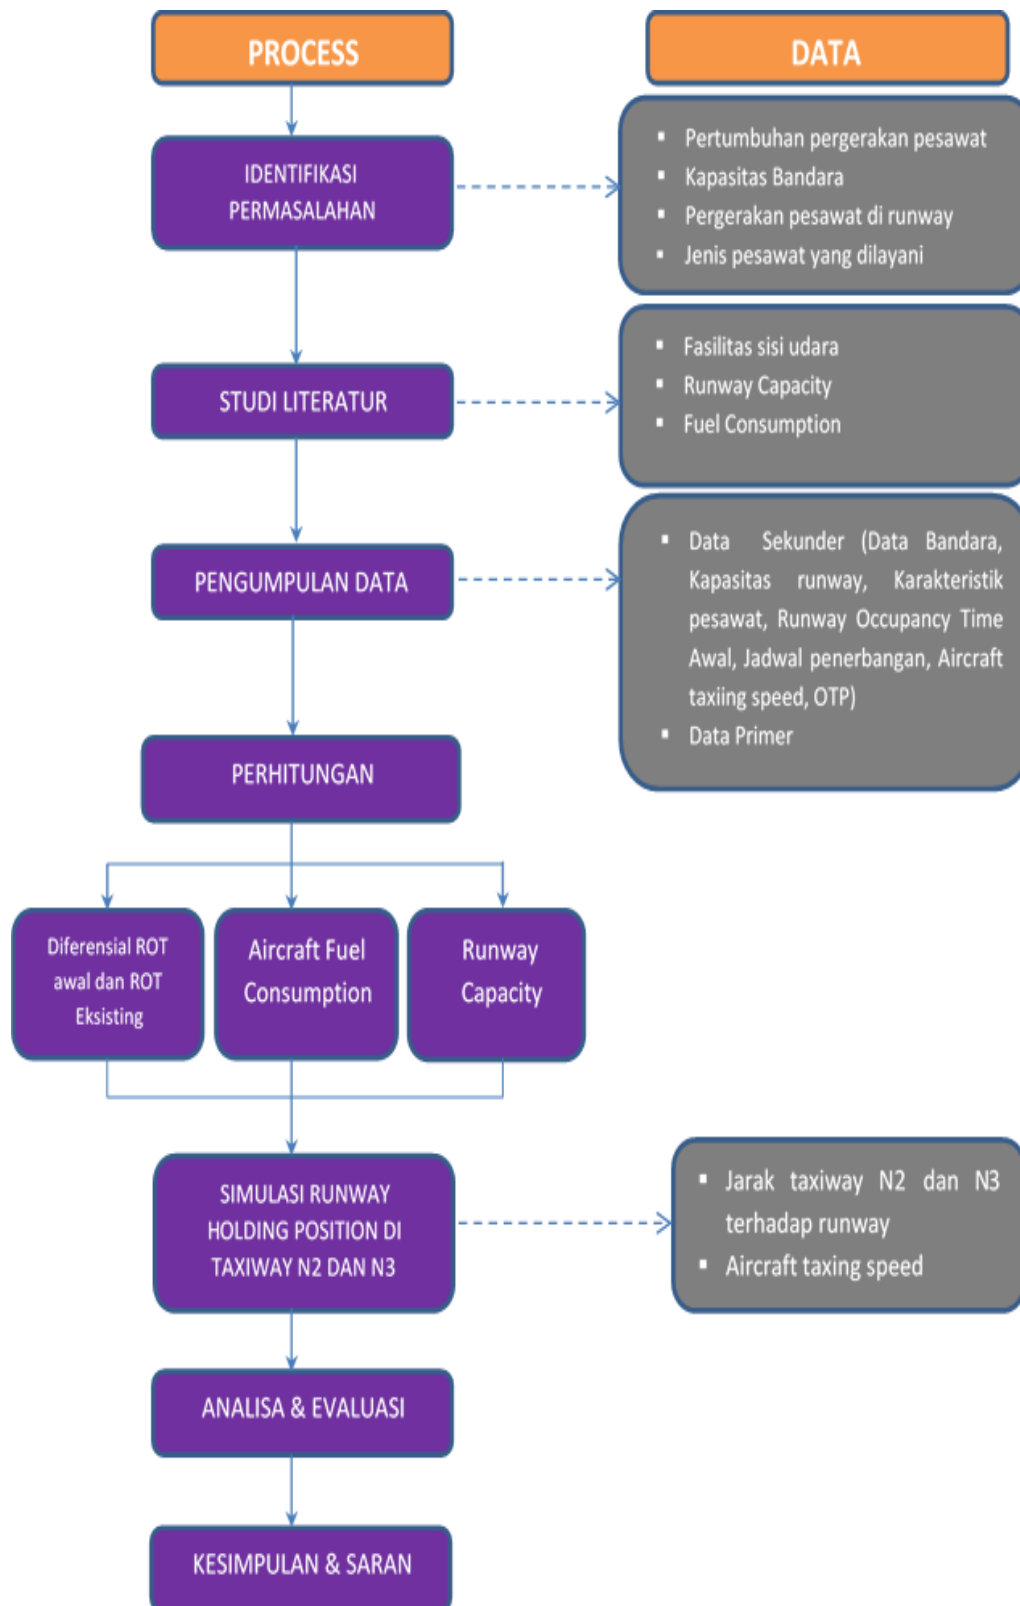 PROCESS
DATA
IDENTIFIKASI
PERMASALAHAN
▪ Pertumbuhan pergerakan pesawat
▪ Kapasitas Bandara
▪ Pergerakan pesawat di runway
▪ Jenis pesawat yang dilayani
STUDI LITERATUR
▪ Fasilitas sisi udara
▪ Runway Capacity
▪ Fuel Consumption
PENGUMPULAN DATA
▪ Data Sekunder (Data Bandara,
Kapasitas runway, Karakteristik
pesawat, Runway Occupancy Time
Awal, Jadwal penerbangan, Aircraft
taxiing speed, OTP)
▪ Data Primer
PERHITUNGAN
Diferensial ROT
awal dan ROT
Eksisting
Aircraft Fuel
Consumption
Runway
Capacity
SIMULASI RUNWAY
HOLDING POSITION DI
TAXIWAY N2 DAN N3
▪ Jarak taxiway N2 dan N3
terhadap runway
▪ Aircraft taxing speed
ANALISA & EVALUASI
KESIMPULAN & SARAN